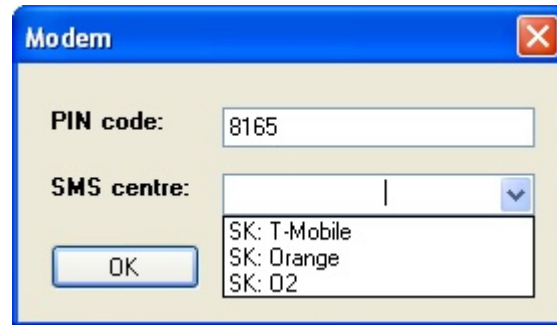 Modem
PIN code:
8165
SMS centre:
SK: T-Mobile
SK: Orange
SK: O2
OK